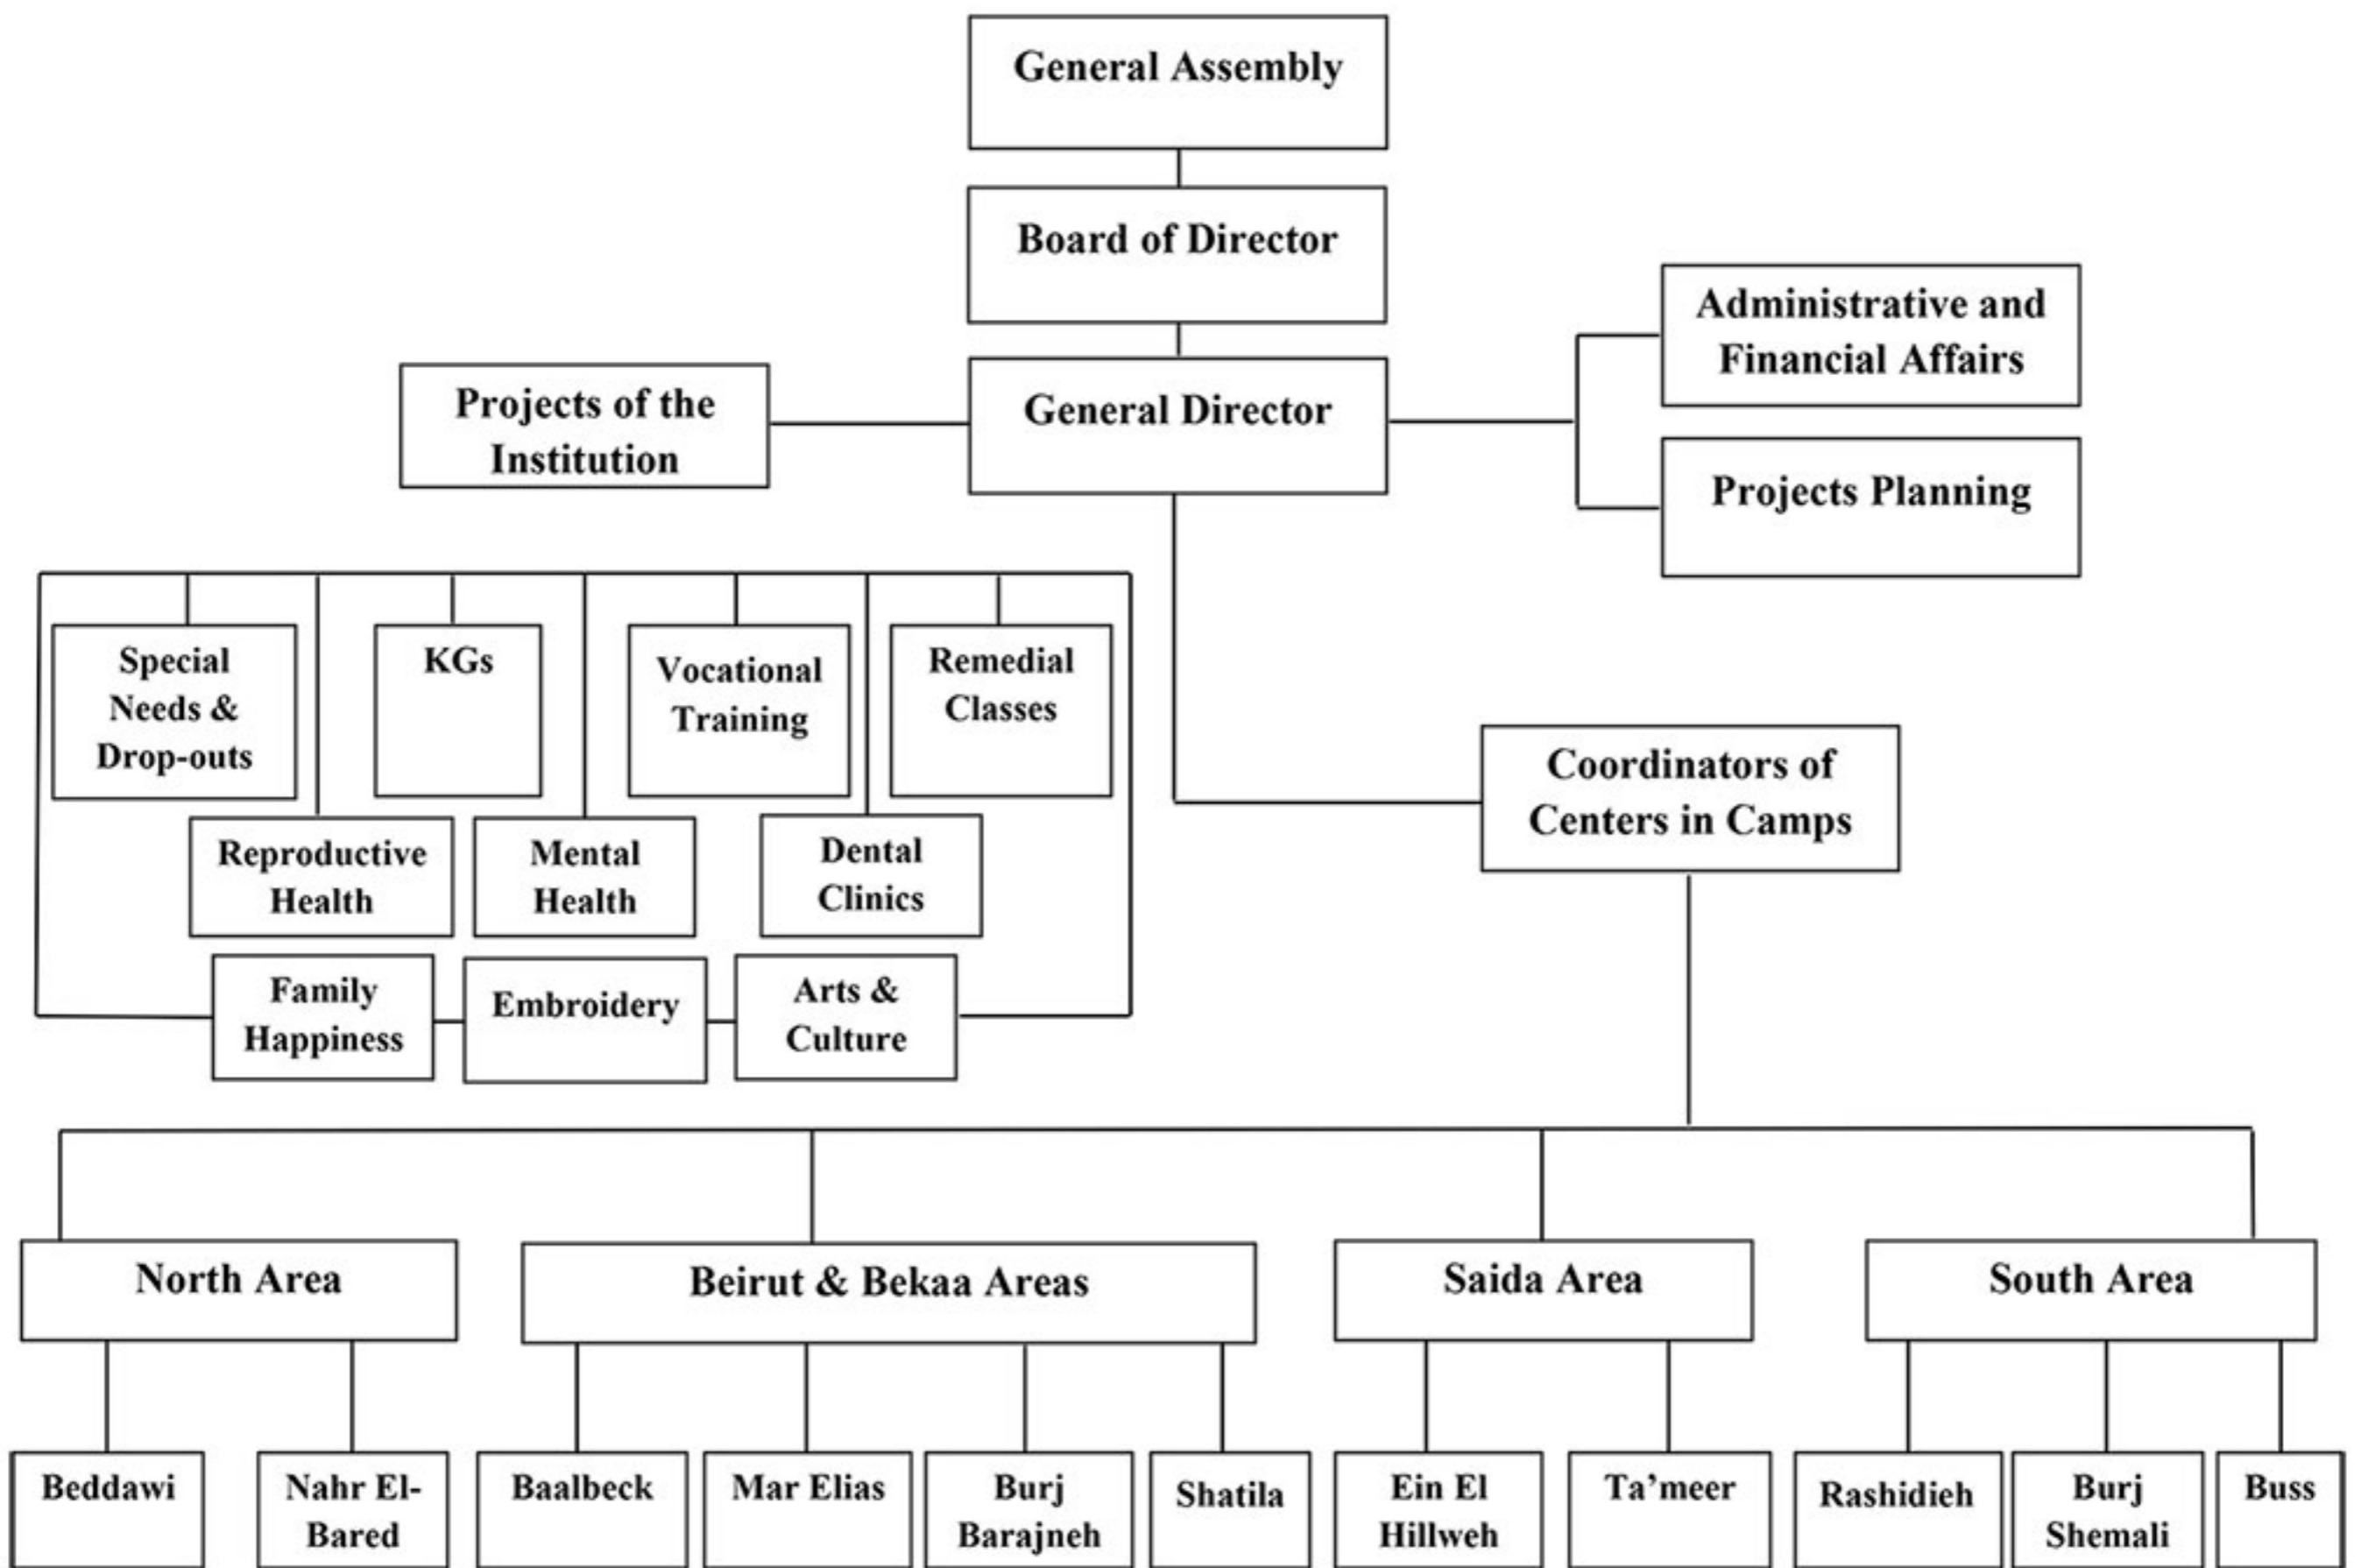 General Assembly
Board of Director
Administrative and
Financial Affairs
Projects of the
Institution
General Director
Projects Planning
Special
Needs &
Drop-outs
KGs
Vocational
Training
Remedial
Classes
Reproductive
Health
Mental
Health
Dental
Clinics
Family
Happiness
Embroidery
Arts &
Culture
Coordinators of
Centers in Camps
North Area
Beirut & Bekaa Areas
Saida Area
South Area
Beddawi
Nahr El-
Bared
Baalbeck
Mar Elias
Burj
Barajneh
Shatila
Ein El
Hillweh
Ta’meer
Rashidieh
Burj
Shemali
Buss